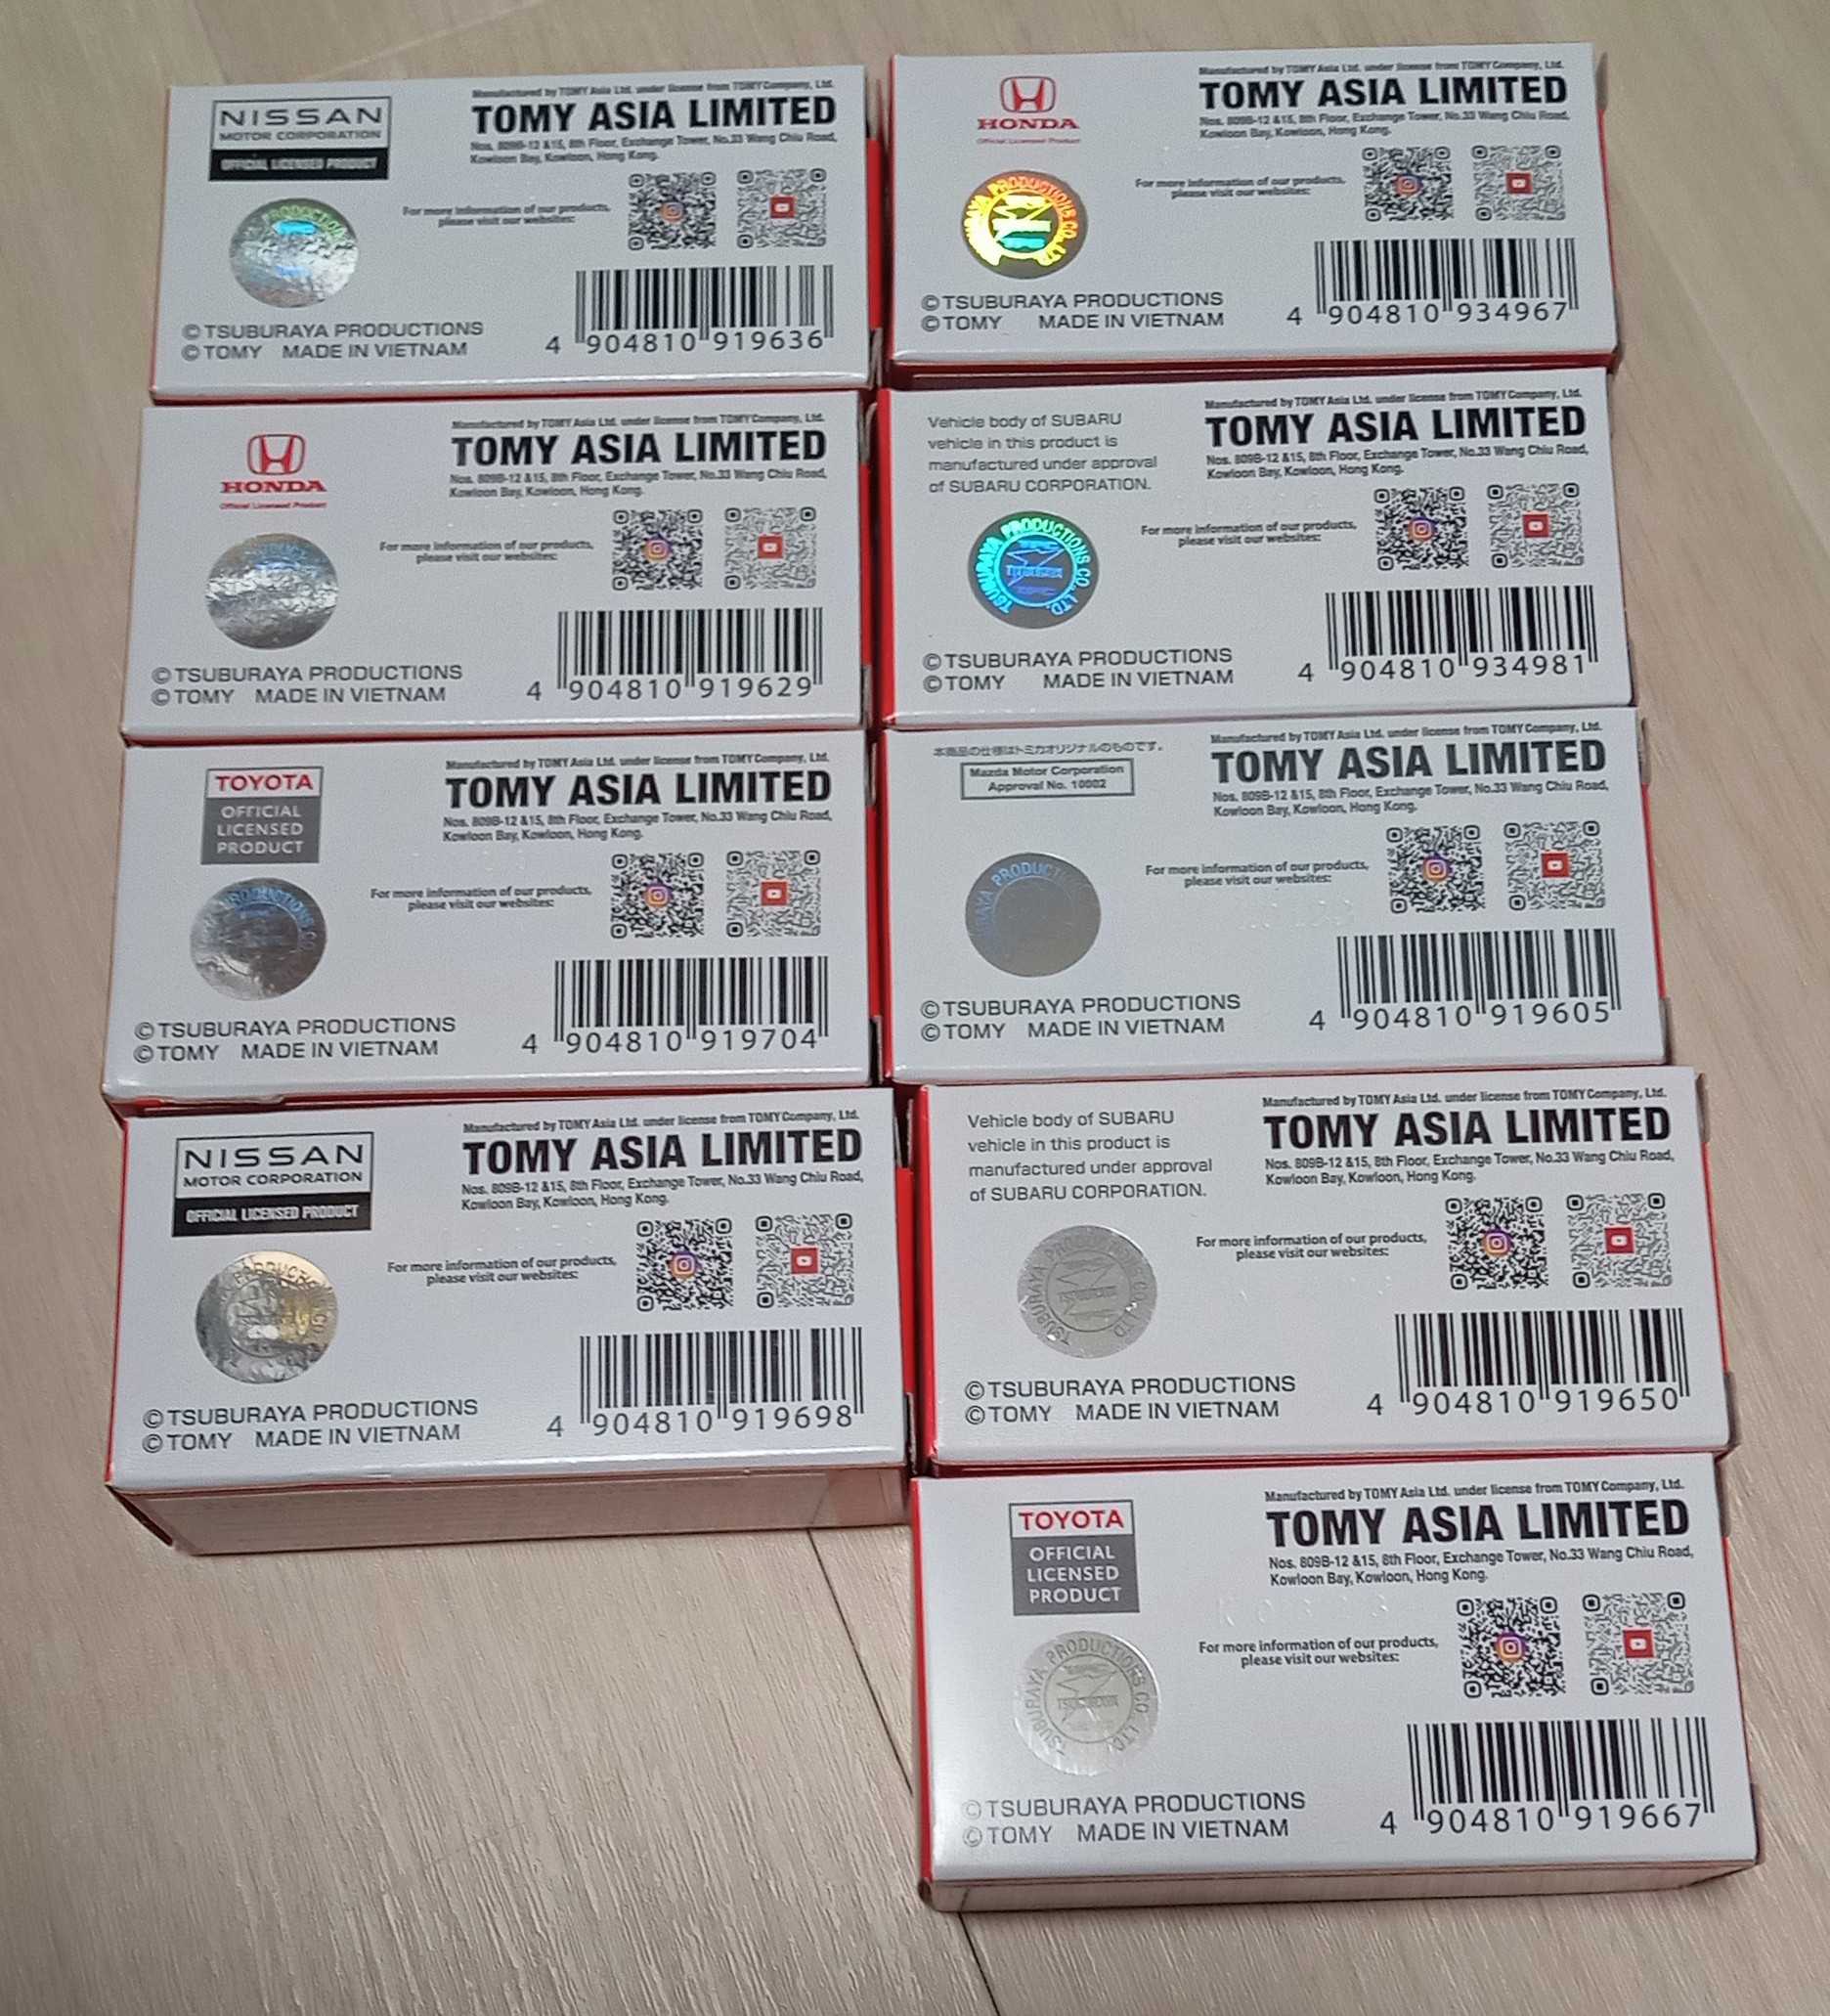 NISSAN
MOTOR CORPORATION
OFFICIAL LICENSED PRODUCT
Manufactured by TOMY Asia Ltd. under license from TOMY Company, Ltd.
TOMY ASIA LIMITED
Nos. 809B-12 &15, 8th Floor, Exchange Tower, No.33 Wang Chiu Road,
Kowloon Bay, Kowloon, Hong Kong.
PRODUCTION
For more information of our products,
please visit our websites:
©TSUBURAYA PRODUCTIONS
©TOMY MADE IN VIETNAM
4 904810 919636
HONDA
Official Licensed Product
Manufactured by TOMY Asia Ltd. under license from TOMY Company, Ltd.
TOMY ASIA LIMITED
Nos. 809B-12 &15, 8th Floor, Exchange Tower, No.33 Wang Chiu Road,
Kowloon Bay, Kowloon, Hong Kong.
For more information of our products,
please visit our websites:
©TSUBURAYA PRODUCTIONS
©TOMY MADE IN VIETNAM
4 904810 919629
TOYOTA
OFFICIAL
LICENSED
PRODUCT
Manufactured by TOMY Asia Ltd. under license from TOMY Company, Ltd.
TOMY ASIA LIMITED
Nos. 809B-12 &15, 8th Floor, Exchange Tower, No.33 Wang Chiu Road,
Kowloon Bay, Kowloon, Hong Kong.
For more information of our products,
please visit our websites:
©TSUBURAYA PRODUCTIONS
©TOMY MADE IN VIETNAM
4 904810 919704
NISSAN
MOTOR CORPORATION
OFFICIAL LICENSED PRODUCT
Manufactured by TOMY Asia Ltd. under license from TOMY Company, Ltd.
TOMY ASIA LIMITED
Nos. 809B-12 &15, 8th Floor, Exchange Tower, No.33 Wang Chiu Road,
Kowloon Bay, Kowloon, Hong Kong.
For more information of our products,
please visit our websites:
©TSUBURAYA PRODUCTIONS
©TOMY MADE IN VIETNAM
4 904810 919698
HONDA
Official Licensed Product
Manufactured by TOMY Asia Ltd. under license from TOMY Company, Ltd.
TOMY ASIA LIMITED
Nos. 809B-12 &15, 8th Floor, Exchange Tower, No.33 Wang Chiu Road,
Kowloon Bay, Kowloon, Hong Kong.
TSUBURAYA PRODUCTIONS CO.,LTD.
For more information of our products,
please visit our websites:
©TSUBURAYA PRODUCTIONS
©TOMY MADE IN VIETNAM
4 904810 934967
Vehicle body of SUBARU
vehicle in this product is
manufactured under approval
of SUBARU CORPORATION.
Manufactured by TOMY Asia Ltd. under license from TOMY Company, Ltd.
TOMY ASIA LIMITED
Nos. 809B-12 &15, 8th Floor, Exchange Tower, No.33 Wang Chiu Road,
Kowloon Bay, Kowloon, Hong Kong.
TSUBURAYA PRODUCTIONS CO.,LTD.
For more information of our products,
please visit our websites:
©TSUBURAYA PRODUCTIONS
©TOMY MADE IN VIETNAM
4 904810 934981
本商品の仕様はトミカオリジナルのものです。
Mazda Motor Corporation
Approval No. 10002
Manufactured by TOMY Asia Ltd. under license from TOMY Company, Ltd.
TOMY ASIA LIMITED
Nos. 809B-12 &15, 8th Floor, Exchange Tower, No.33 Wang Chiu Road,
Kowloon Bay, Kowloon, Hong Kong.
For more information of our products,
please visit our websites:
©TSUBURAYA PRODUCTIONS
©TOMY MADE IN VIETNAM
4 904810 919605
Vehicle body of SUBARU
vehicle in this product is
manufactured under approval
of SUBARU CORPORATION.
Manufactured by TOMY Asia Ltd. under license from TOMY Company, Ltd.
TOMY ASIA LIMITED
Nos. 809B-12 &15, 8th Floor, Exchange Tower, No.33 Wang Chiu Road,
Kowloon Bay, Kowloon, Hong Kong.
TSUBURAYA PRODUCTIONS CO.,LTD.
For more information of our products,
please visit our websites:
©TSUBURAYA PRODUCTIONS
©TOMY MADE IN VIETNAM
4 904810 919650
TOYOTA
OFFICIAL
LICENSED
PRODUCT
Manufactured by TOMY Asia Ltd. under license from TOMY Company, Ltd.
TOMY ASIA LIMITED
Nos. 809B-12 &15, 8th Floor, Exchange Tower, No.33 Wang Chiu Road,
Kowloon Bay, Kowloon, Hong Kong.
TSUBURAYA PRODUCTIONS CO.,LTD.
For more information of our products,
please visit our websites:
©TSUBURAYA PRODUCTIONS
©TOMY MADE IN VIETNAM
4 904810 919667